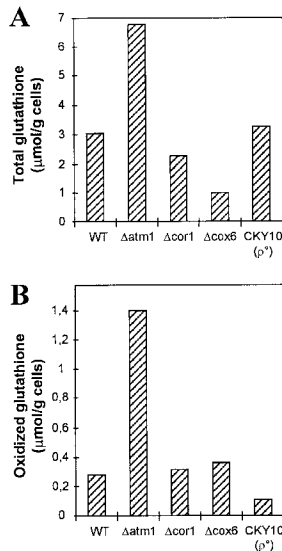 A
Total glutathione
(µmol/g cells)
7
6
5
4
3
2
1
0
WT Δatm1 Δcor1 Δcox6 CKY10
(ρ°)
B
Oxidized glutathione
(µmol/g cells)
1,4
1,2
1
0,8
0,6
0,4
0,2
0
WT Δatm1 Δcor1 Δcox6 CKY10
(ρ°)